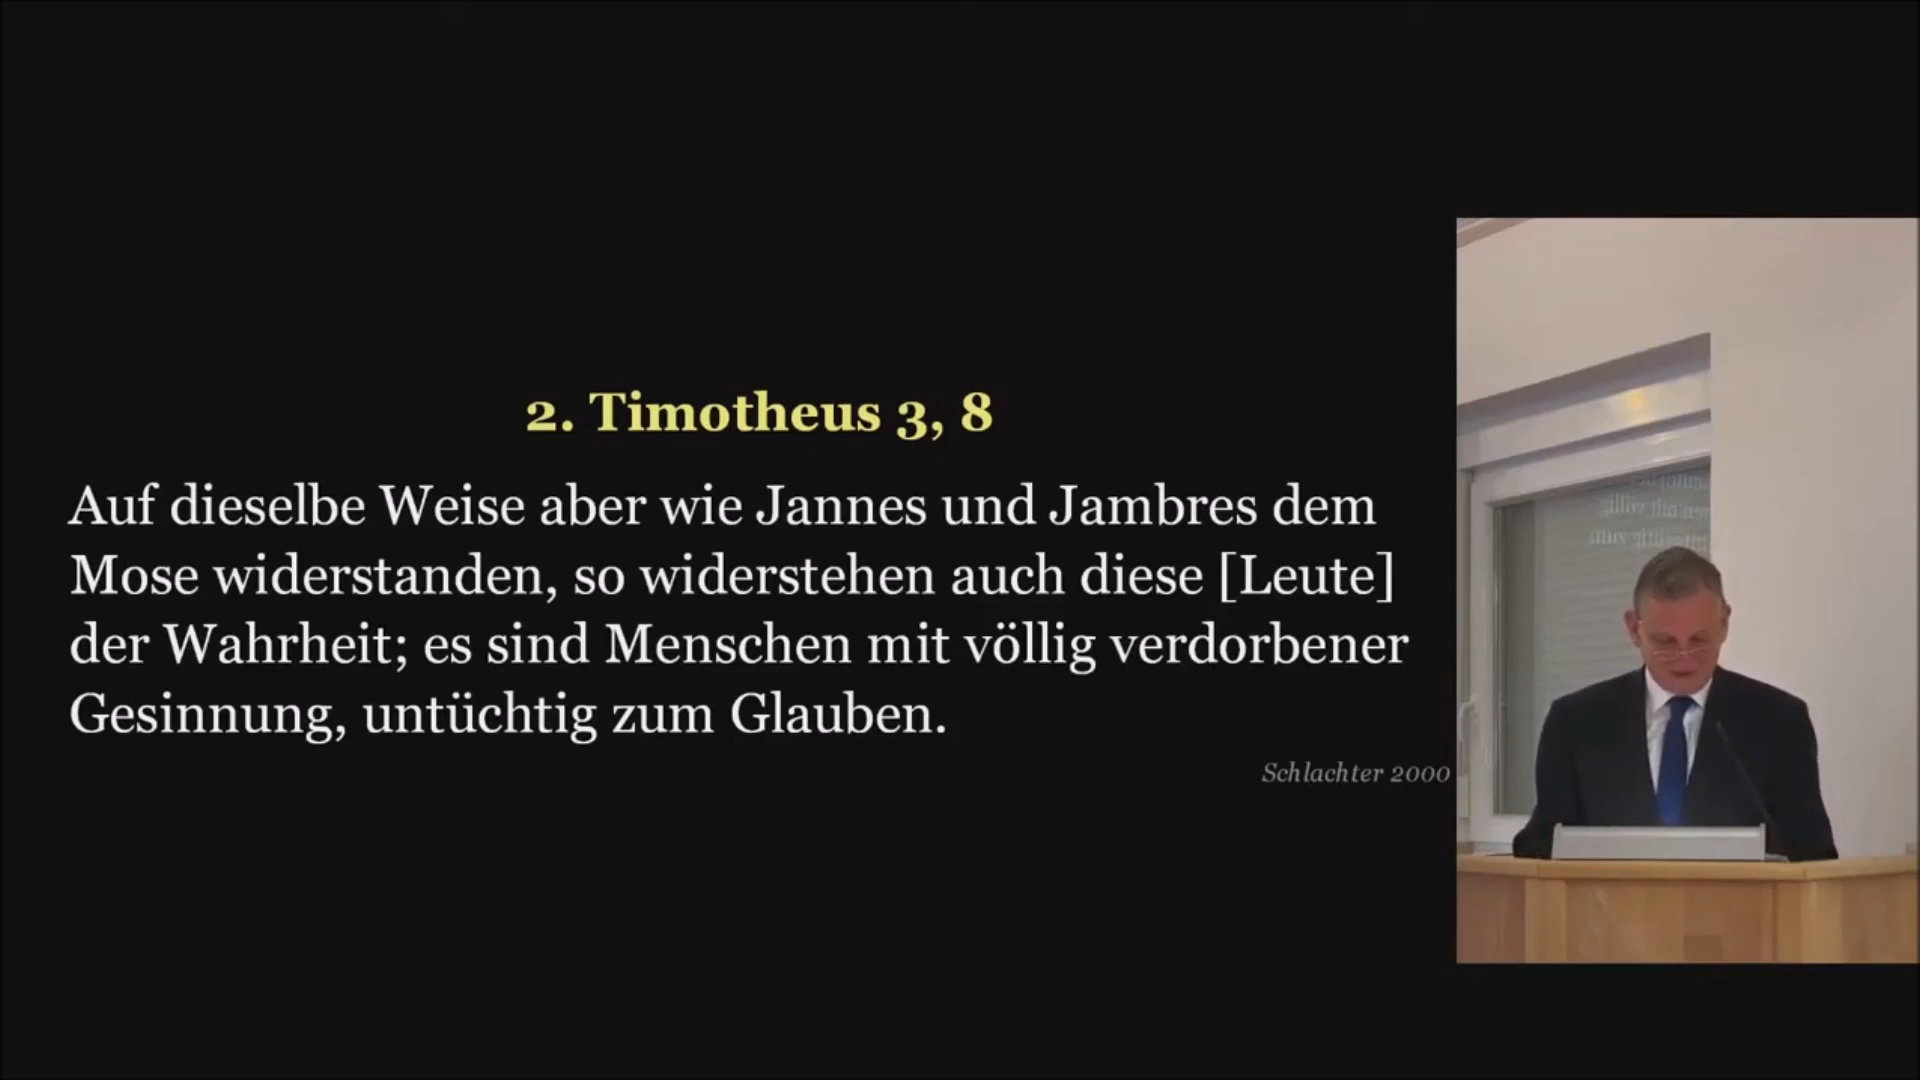 2. Timotheus 3, 8
Auf dieselbe Weise aber wie Jannes und Jambres dem
Mose widerstanden, so widerstehen auch diese [Leute]
der Wahrheit; es sind Menschen mit völlig verdorbener
Gesinnung, untüchtig zum Glauben.
Schlachter 2000